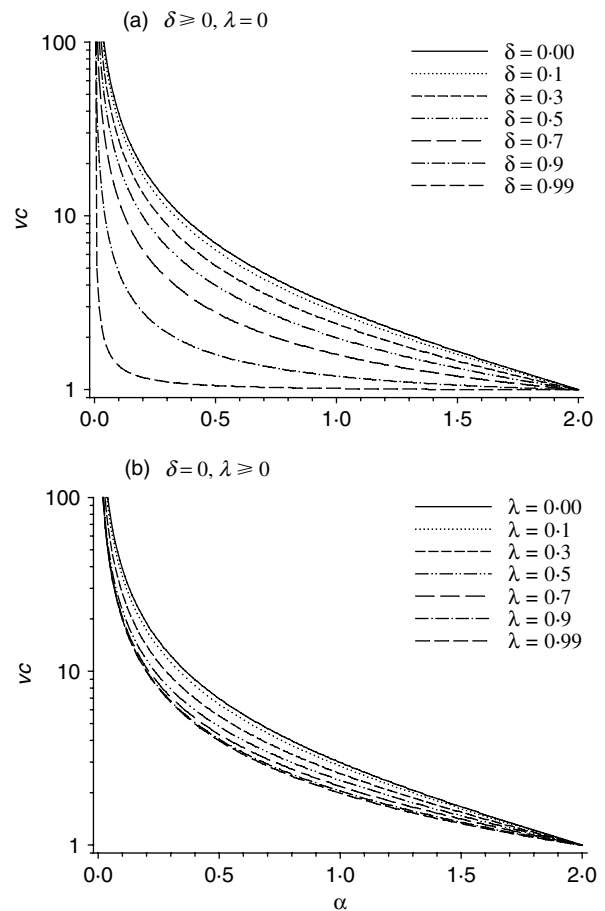 (a) δ ≥ 0, λ = 0
100
10
1
vc
δ = 0·00
δ = 0·1
δ = 0·3
δ = 0·5
δ = 0·7
δ = 0·9
δ = 0·99
0·0 0·5 1·0 1·5 2·0
(b) δ = 0, λ ≥ 0
100
10
1
vc
λ = 0·00
λ = 0·1
λ = 0·3
λ = 0·5
λ = 0·7
λ = 0·9
λ = 0·99
0·0 0·5 1·0 1·5 2·0
α